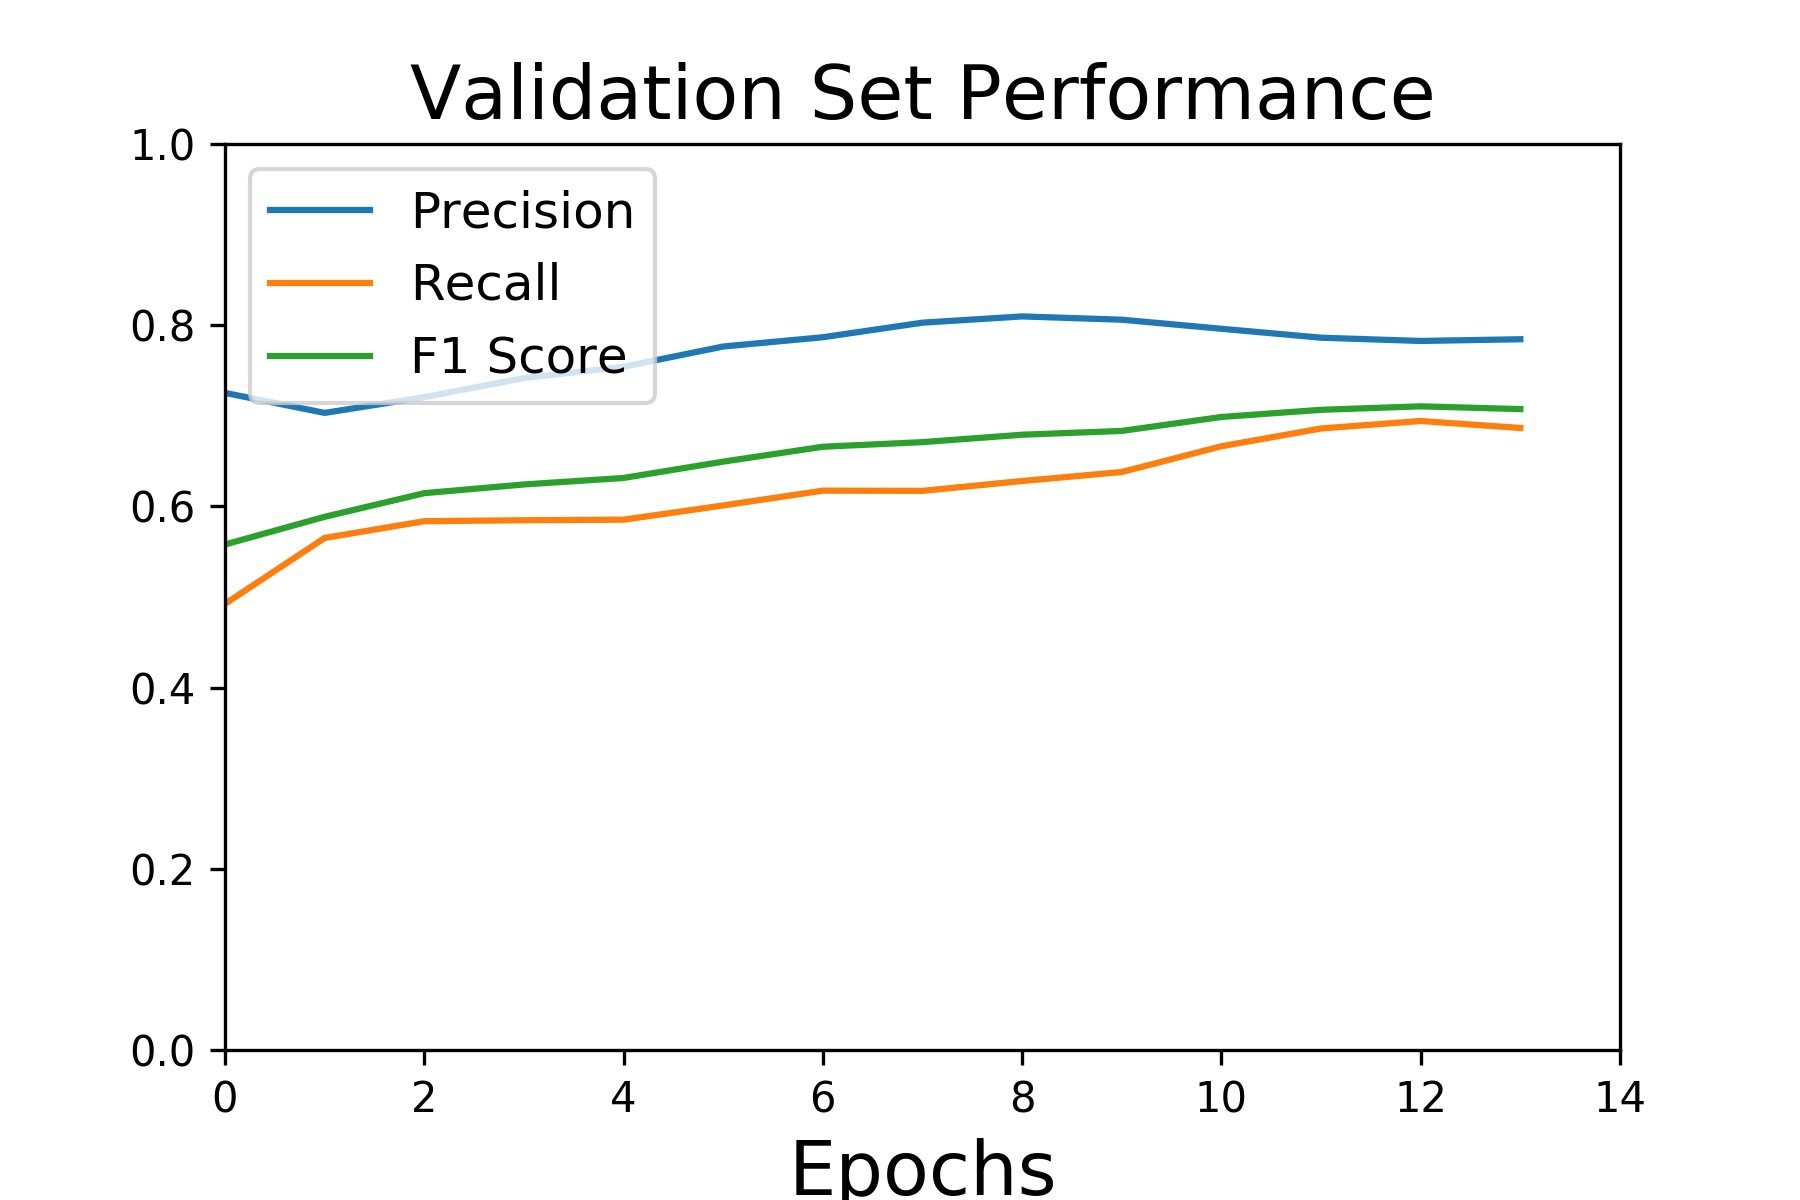 Validation Set Performance
1.0
Precision
Recall
0.8
F1 Score
0.6
0.4
0.2
0.0
0 2 4 6 8 10 12 14
Epochs